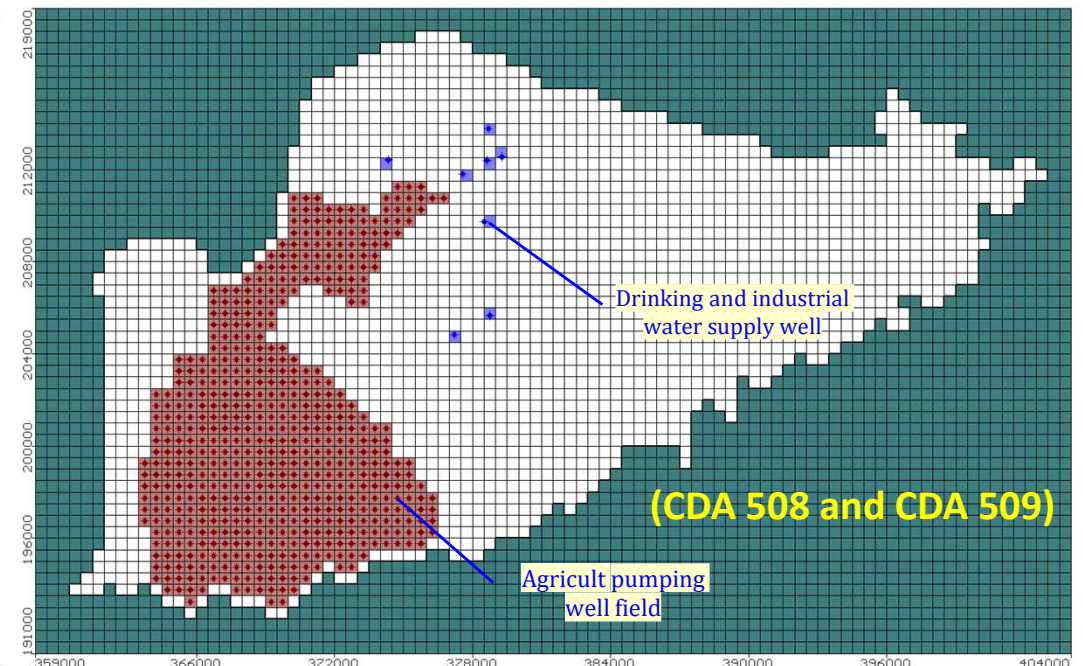 219000
212000
208000
204000
200000
196000
191000
Drinking and industrial
water supply well
(CDA 508 and CDA 509)
Agricult pumping
well field
359000 366000 372000 378000 384000 390000 396000 404000